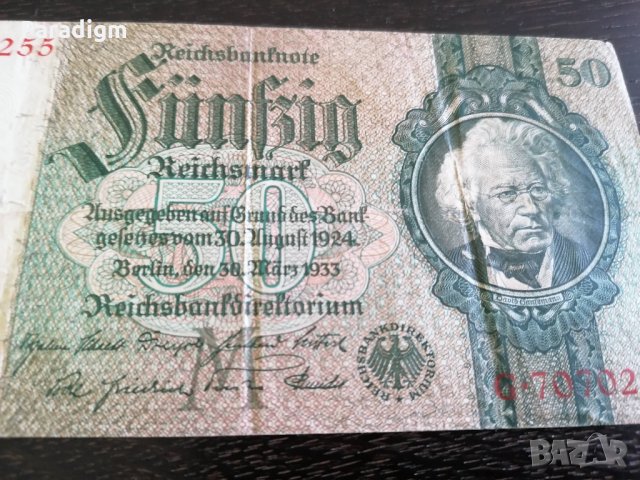 Paradigm
255
Reichsbanknote
50
Fünfzig
Reichsmark
50
Ausgegeben auf Grund des Bank-
gesetzes vom 30. August 1924
Berlin, den 30. März 1933
Reichsbankdirektorium
M
REICHSBANKDIREKTORIUM
G·70702
BAZAR